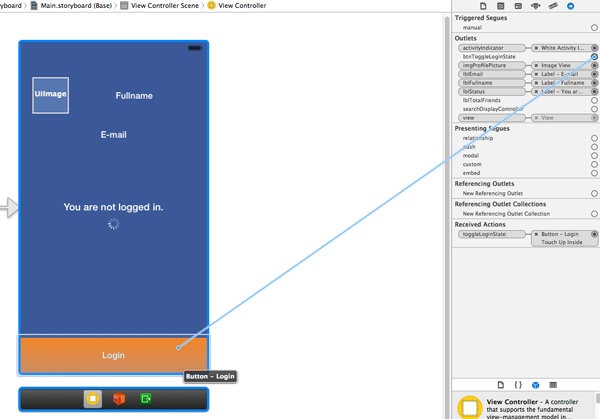 yboard
Main.storyboard (Base)
View Controller Scene
View Controller
UIImage
Fullname
E-mail
You are not logged in.
Login
Button - Login
Triggered Segues
manual
Outlets
activityIndicator
White Activity I...
btnToggleLoginState
imgProfilePicture
Image View
lblEmail
Label - E-mail
lblFullname
Label - Fullname
lblStatus
Label - You ar...
lblTotalFriends
searchDisplayController
view
View
Presenting Segues
relationship
push
modal
custom
embed
Referencing Outlets
New Referencing Outlet
Referencing Outlet Collections
New Referencing Outlet Collection
Received Actions
toggleLoginState:
Button - Login
Touch Up Inside
{ }
View Controller - A controller
that supports the fundamental
view-management model in...